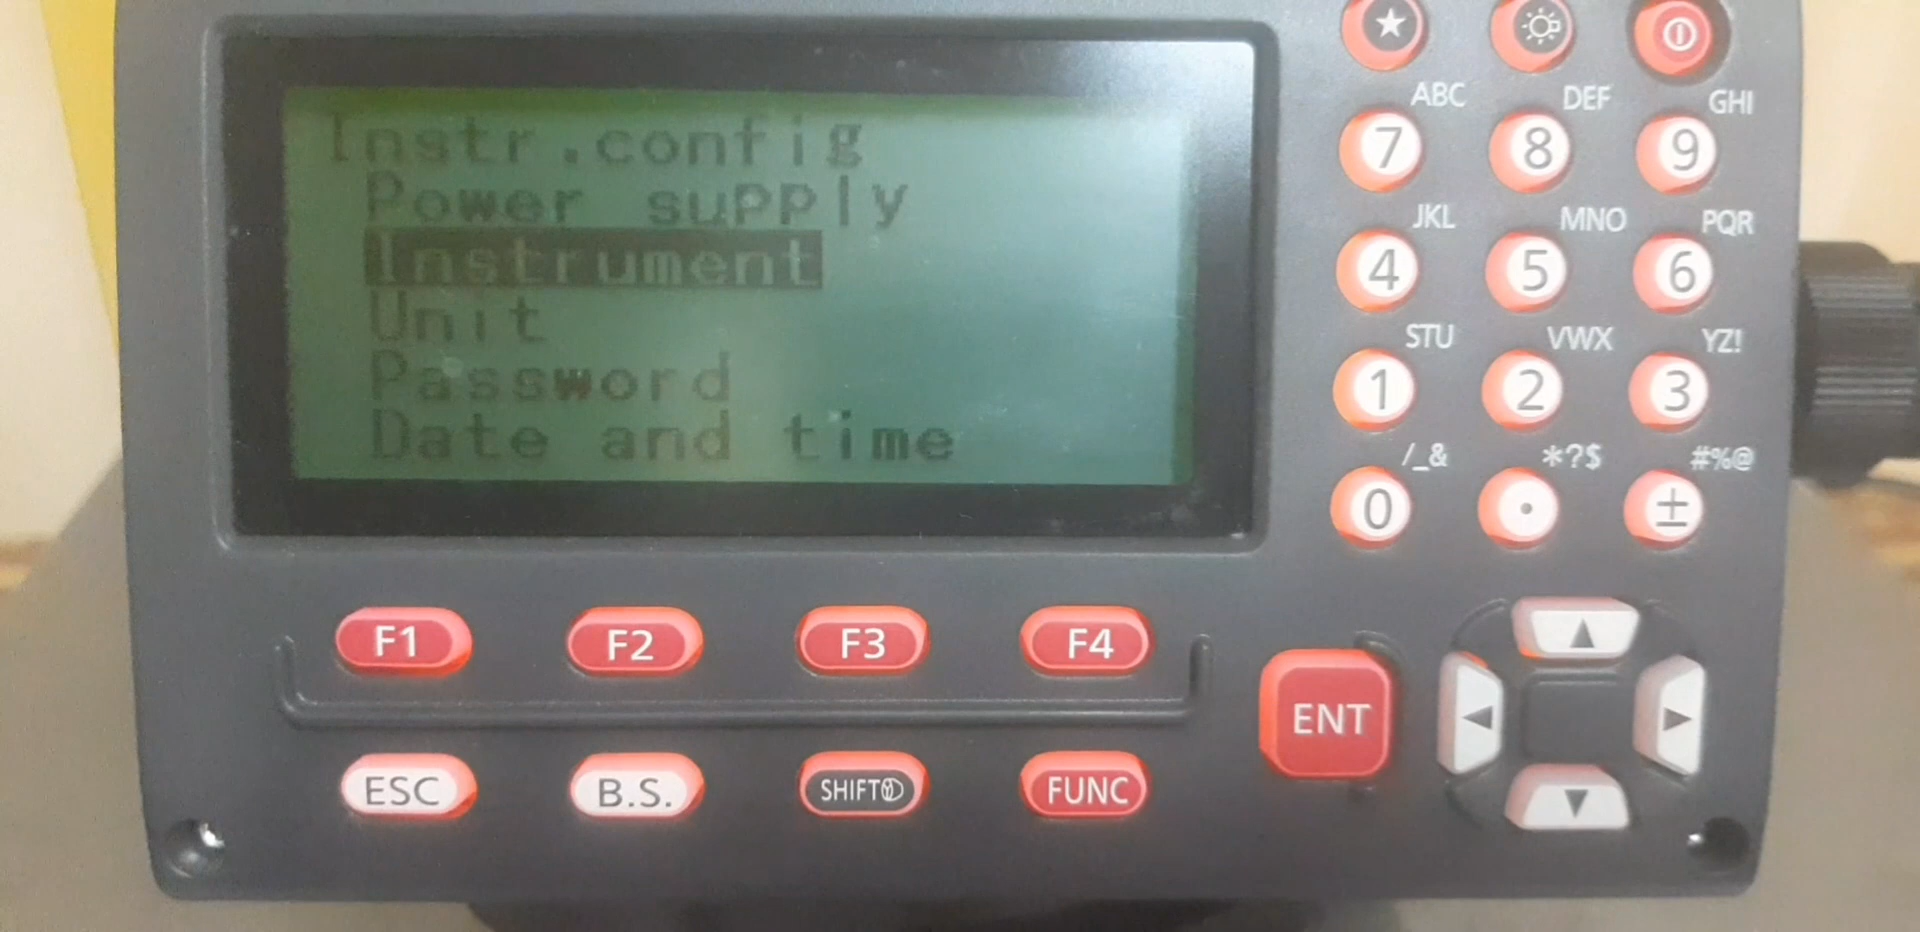 Instr.config
Power supply
Instrument
Unit
Password
Date and time
ABC DEF GHI
7 8 9
JKL MNO PQR
4 5 6
STU VWX YZ!
1 2 3
/_& *?$ #%@
0 . ±
F1 F2 F3 F4
ENT
ESC B.S. SHIFT FUNC